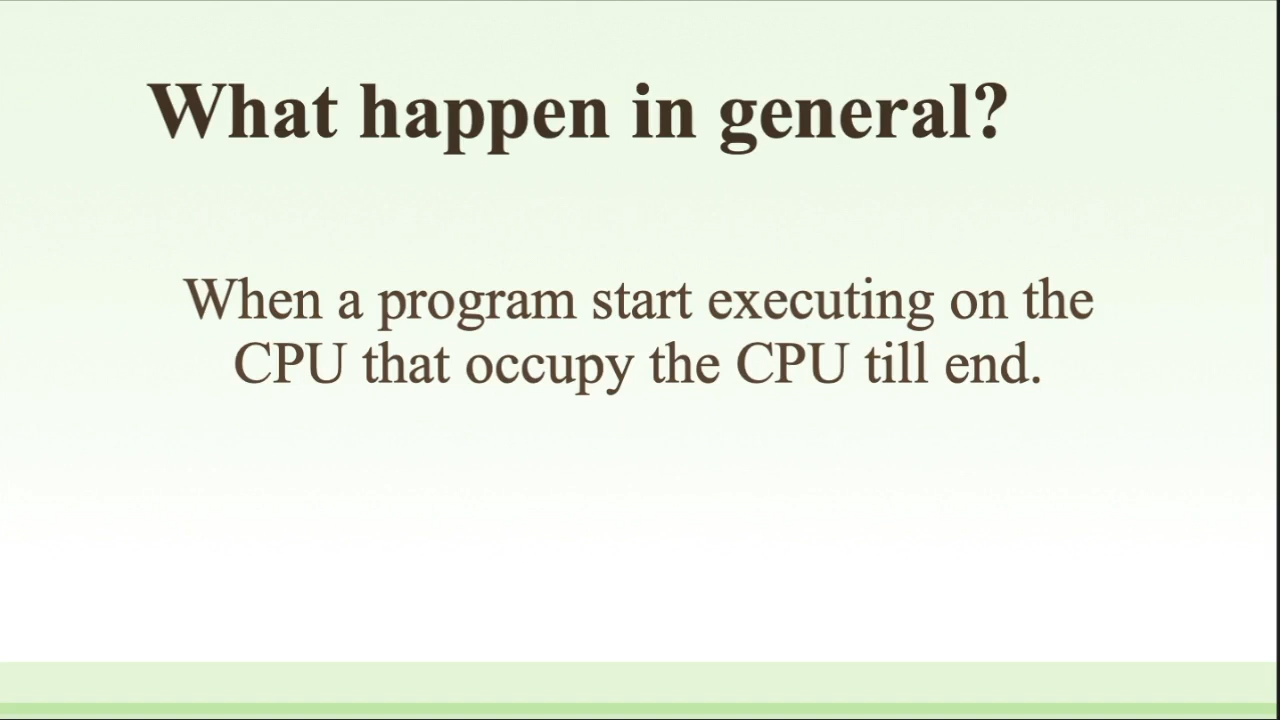 What happen in general?
When a program start executing on the
CPU that occupy the CPU till end.